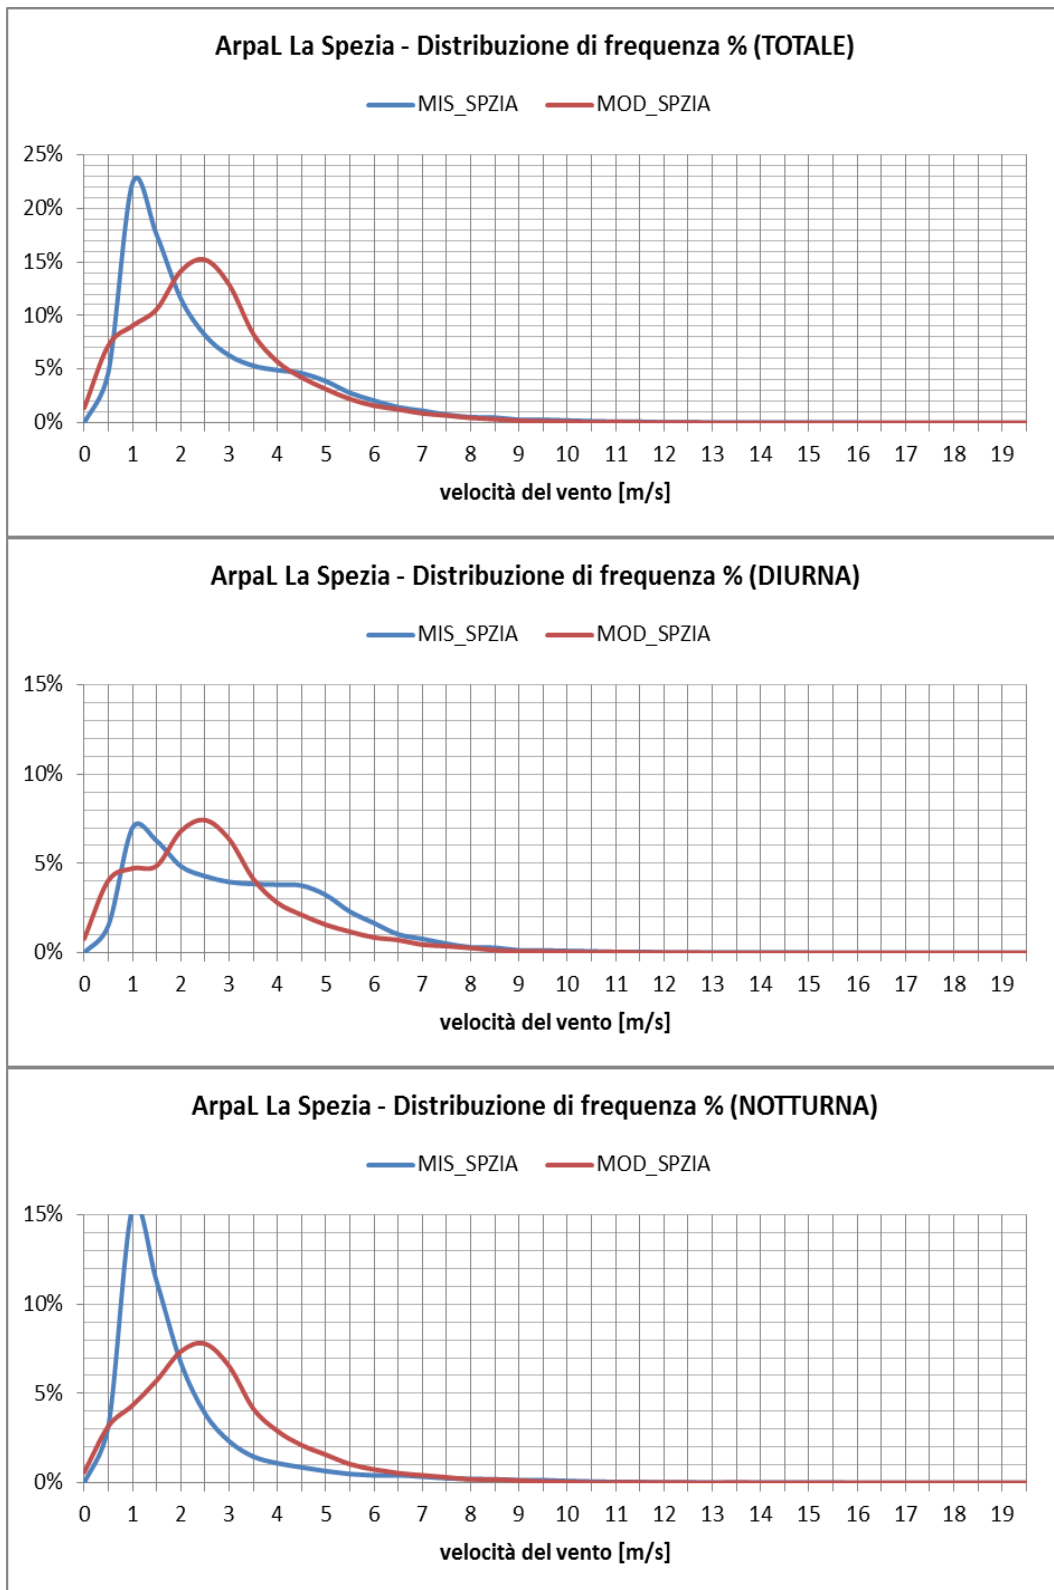 ArpaL La Spezia - Distribuzione di frequenza % (TOTALE)
MIS_SPZIA MOD_SPZIA
25%
20%
15%
10%
5%
0%
0 1 2 3 4 5 6 7 8 9 10 11 12 13 14 15 16 17 18 19
velocità del vento [m/s]
ArpaL La Spezia - Distribuzione di frequenza % (DIURNA)
MIS_SPZIA MOD_SPZIA
15%
10%
5%
0%
0 1 2 3 4 5 6 7 8 9 10 11 12 13 14 15 16 17 18 19
velocità del vento [m/s]
ArpaL La Spezia - Distribuzione di frequenza % (NOTTURNA)
MIS_SPZIA MOD_SPZIA
15%
10%
5%
0%
0 1 2 3 4 5 6 7 8 9 10 11 12 13 14 15 16 17 18 19
velocità del vento [m/s]